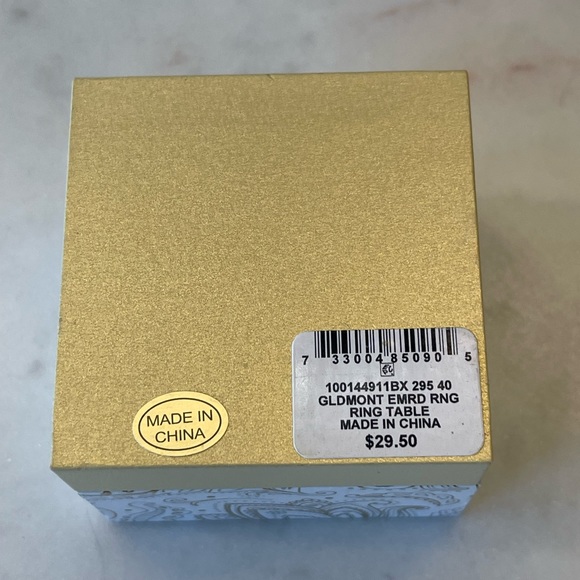 7 33004 85090 5
100144911BX 295 40
GLDMONT EMRD RNG
RING TABLE
MADE IN CHINA
$29.50
MADE IN
CHINA